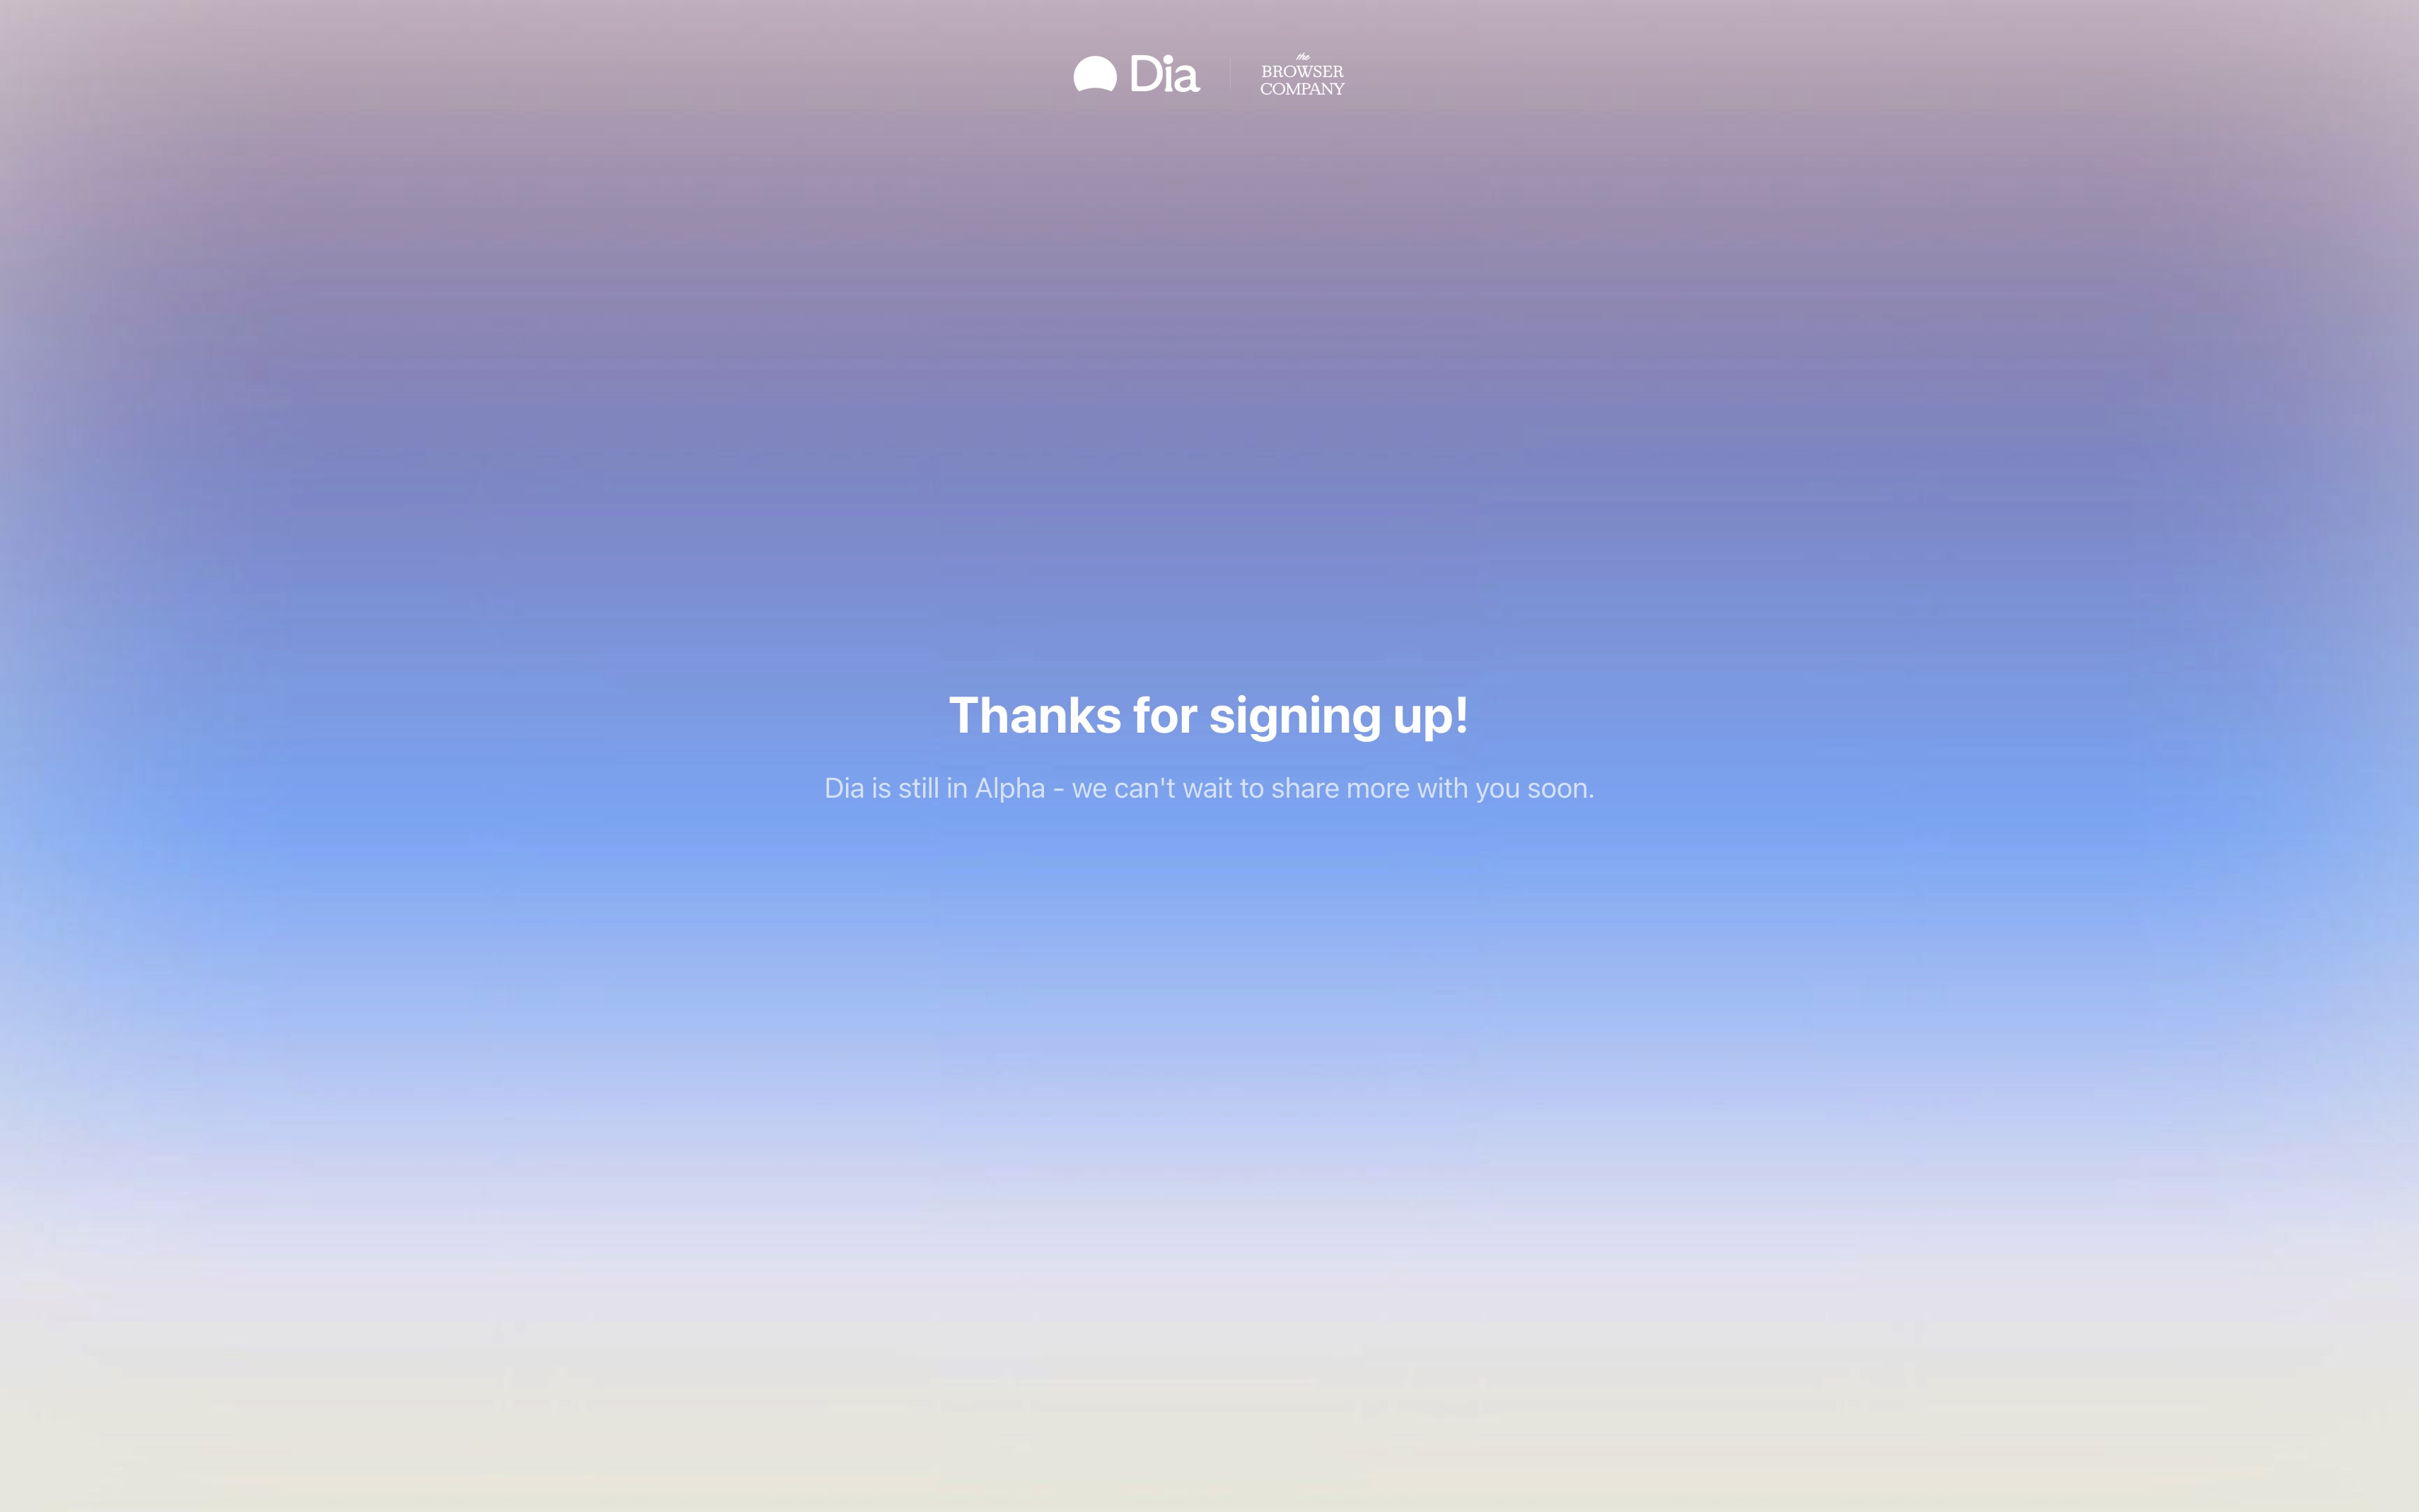 Dia
the
BROWSER
COMPANY
Thanks for signing up!
Dia is still in Alpha - we can't wait to share more with you soon.